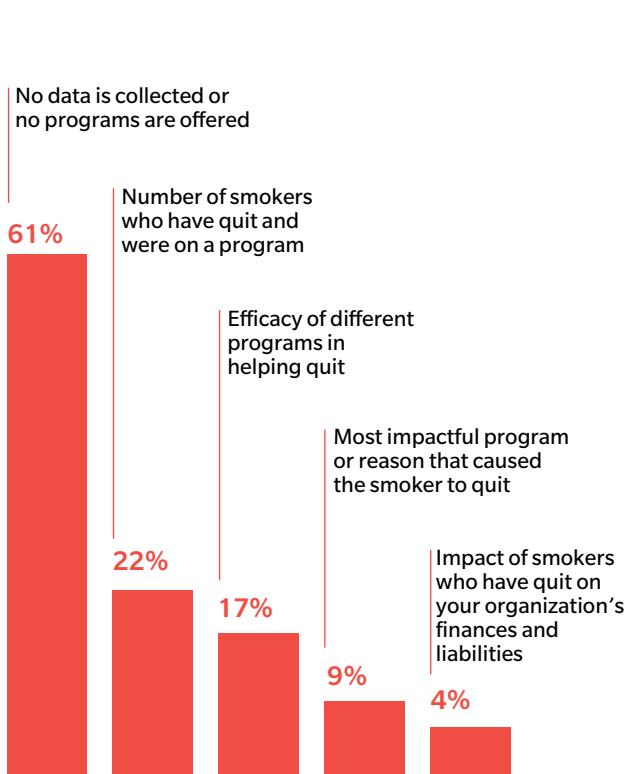 No data is collected or
no programs are offered
61%
Number of smokers
who have quit and
were on a program
22%
Efficacy of different
programs in
helping quit
17%
Most impactful program
or reason that caused
the smoker to quit
9%
Impact of smokers
who have quit on
your organization’s
finances and
liabilities
4%